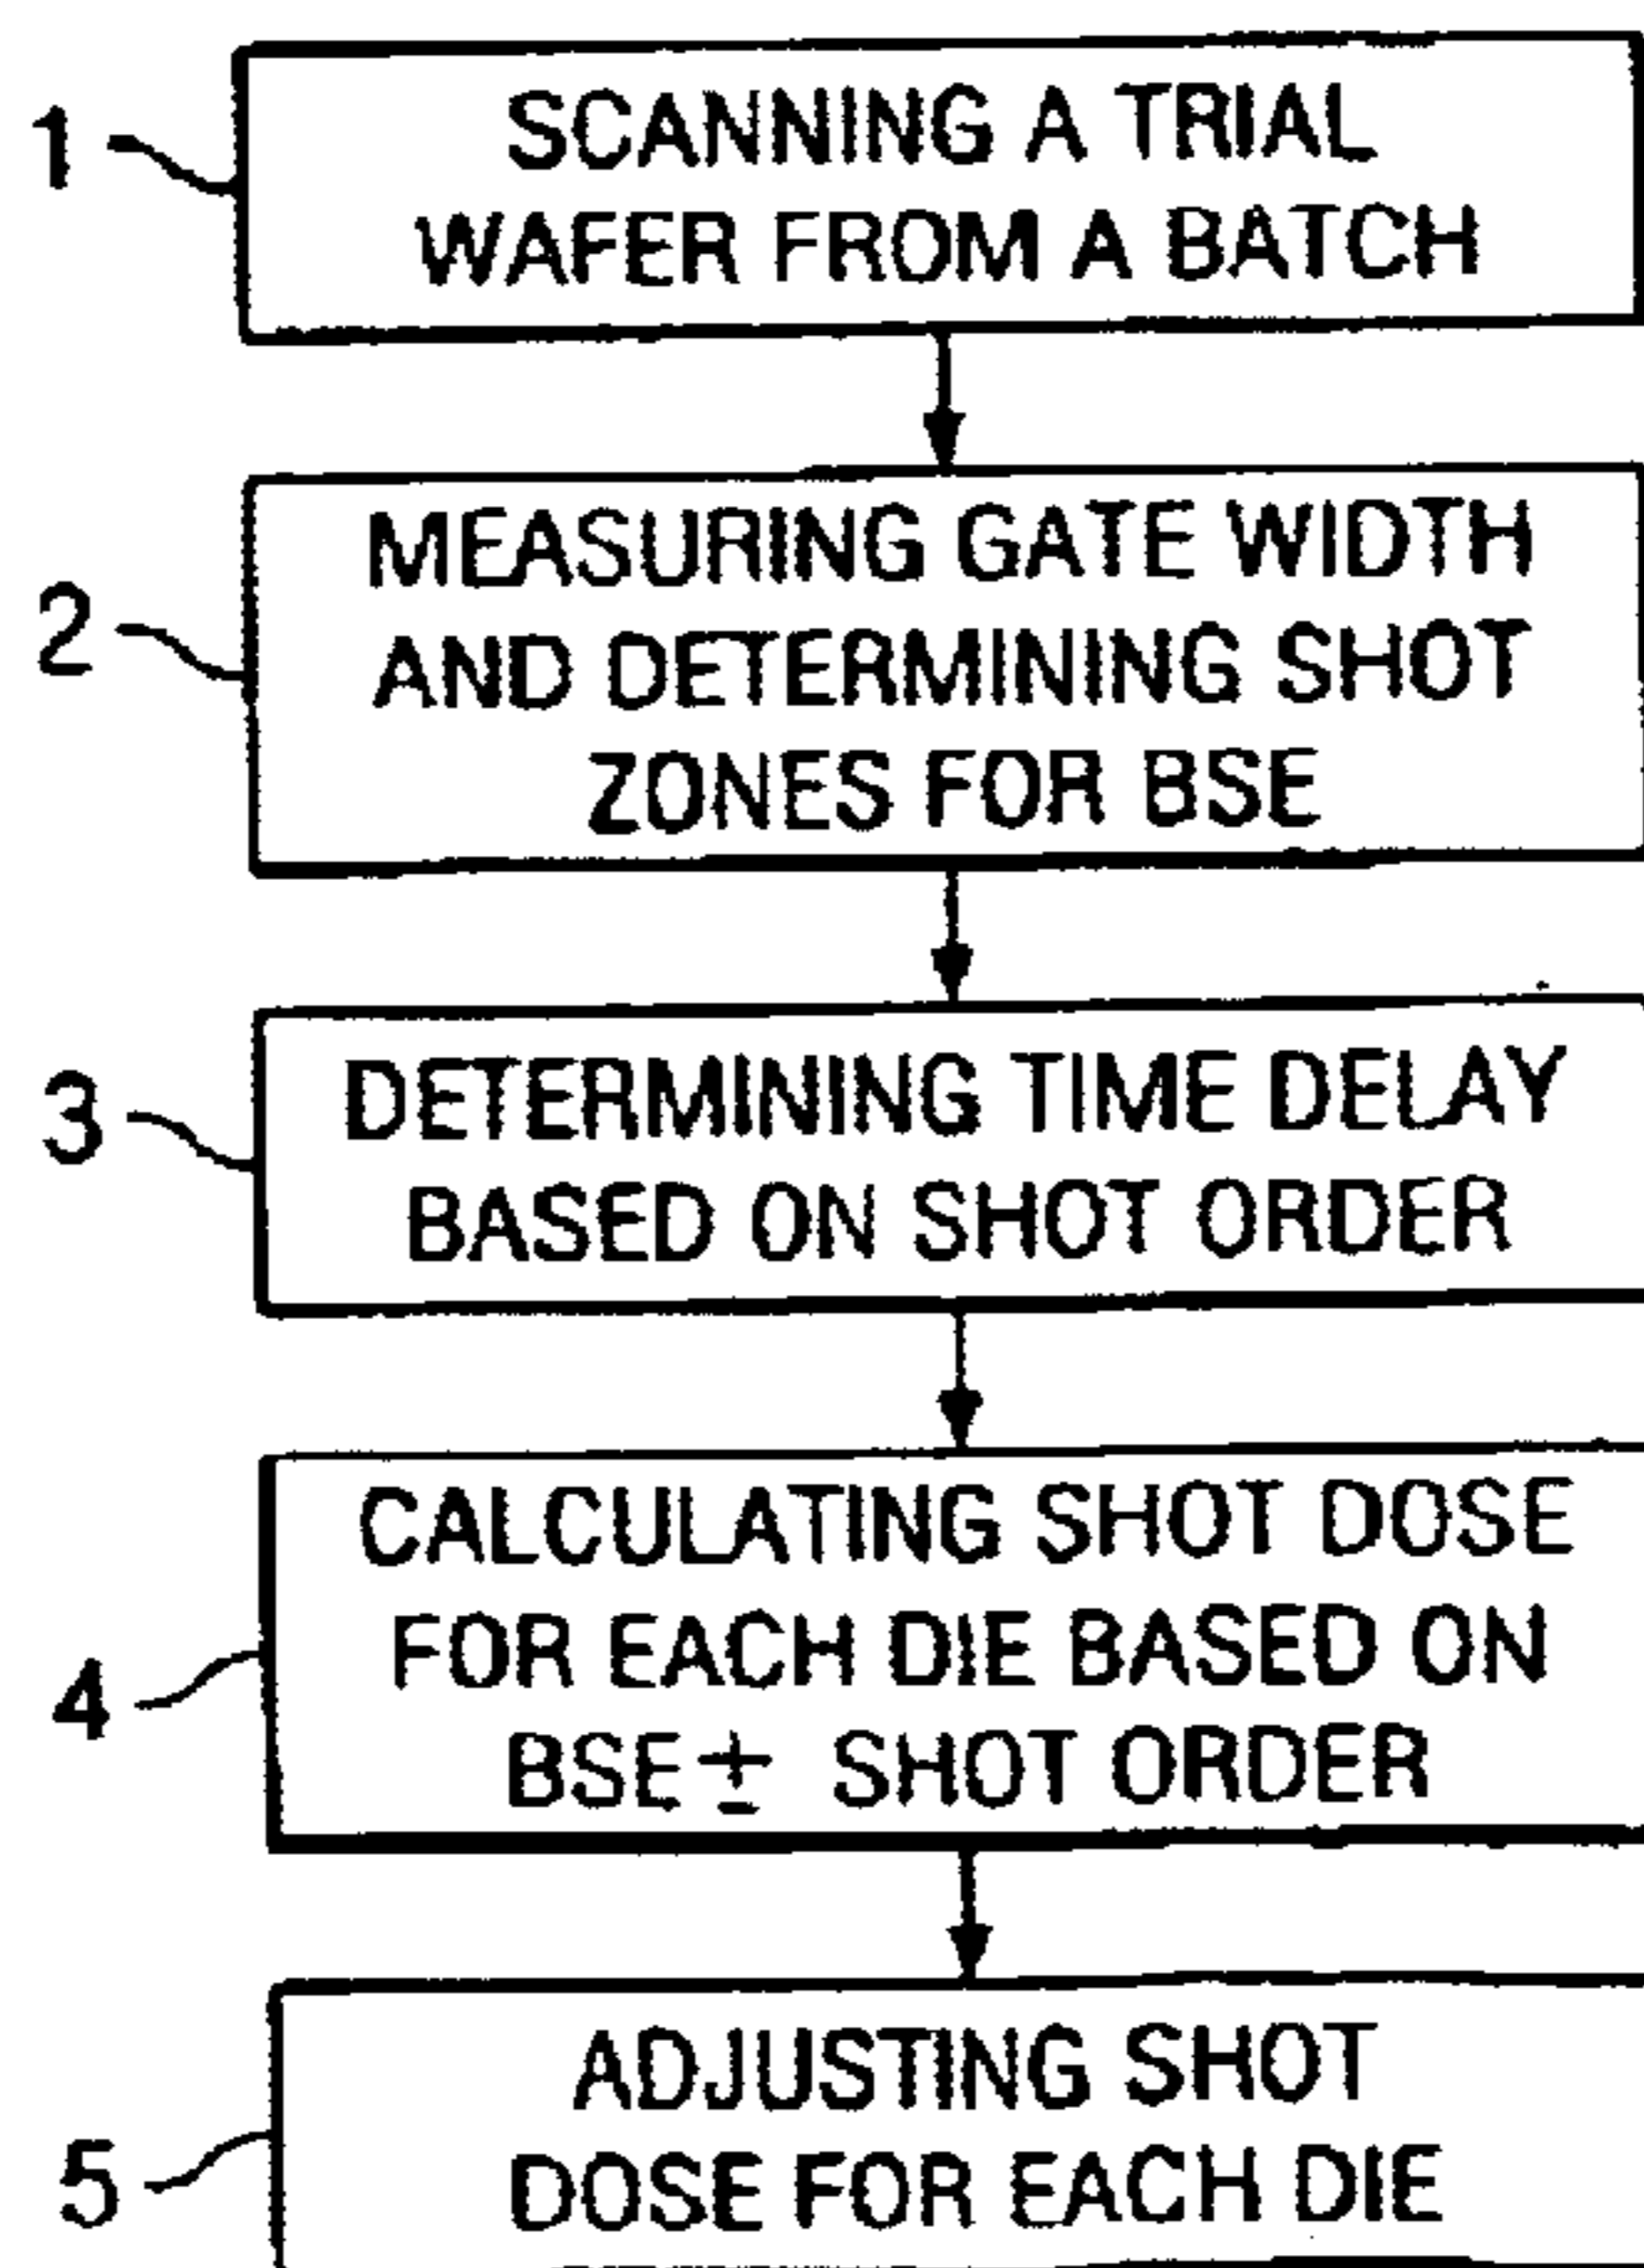 1
SCANNING A TRIAL
WAFER FROM A BATCH
2
MEASURING GATE WIDTH
AND DETERMINING SHOT
ZONES FOR BSE
3
DETERMINING TIME DELAY
BASED ON SHOT ORDER
4
CALCULATING SHOT DOSE
FOR EACH DIE BASED ON
BSE± SHOT ORDER
5
ADJUSTING SHOT
DOSE FOR EACH DIE